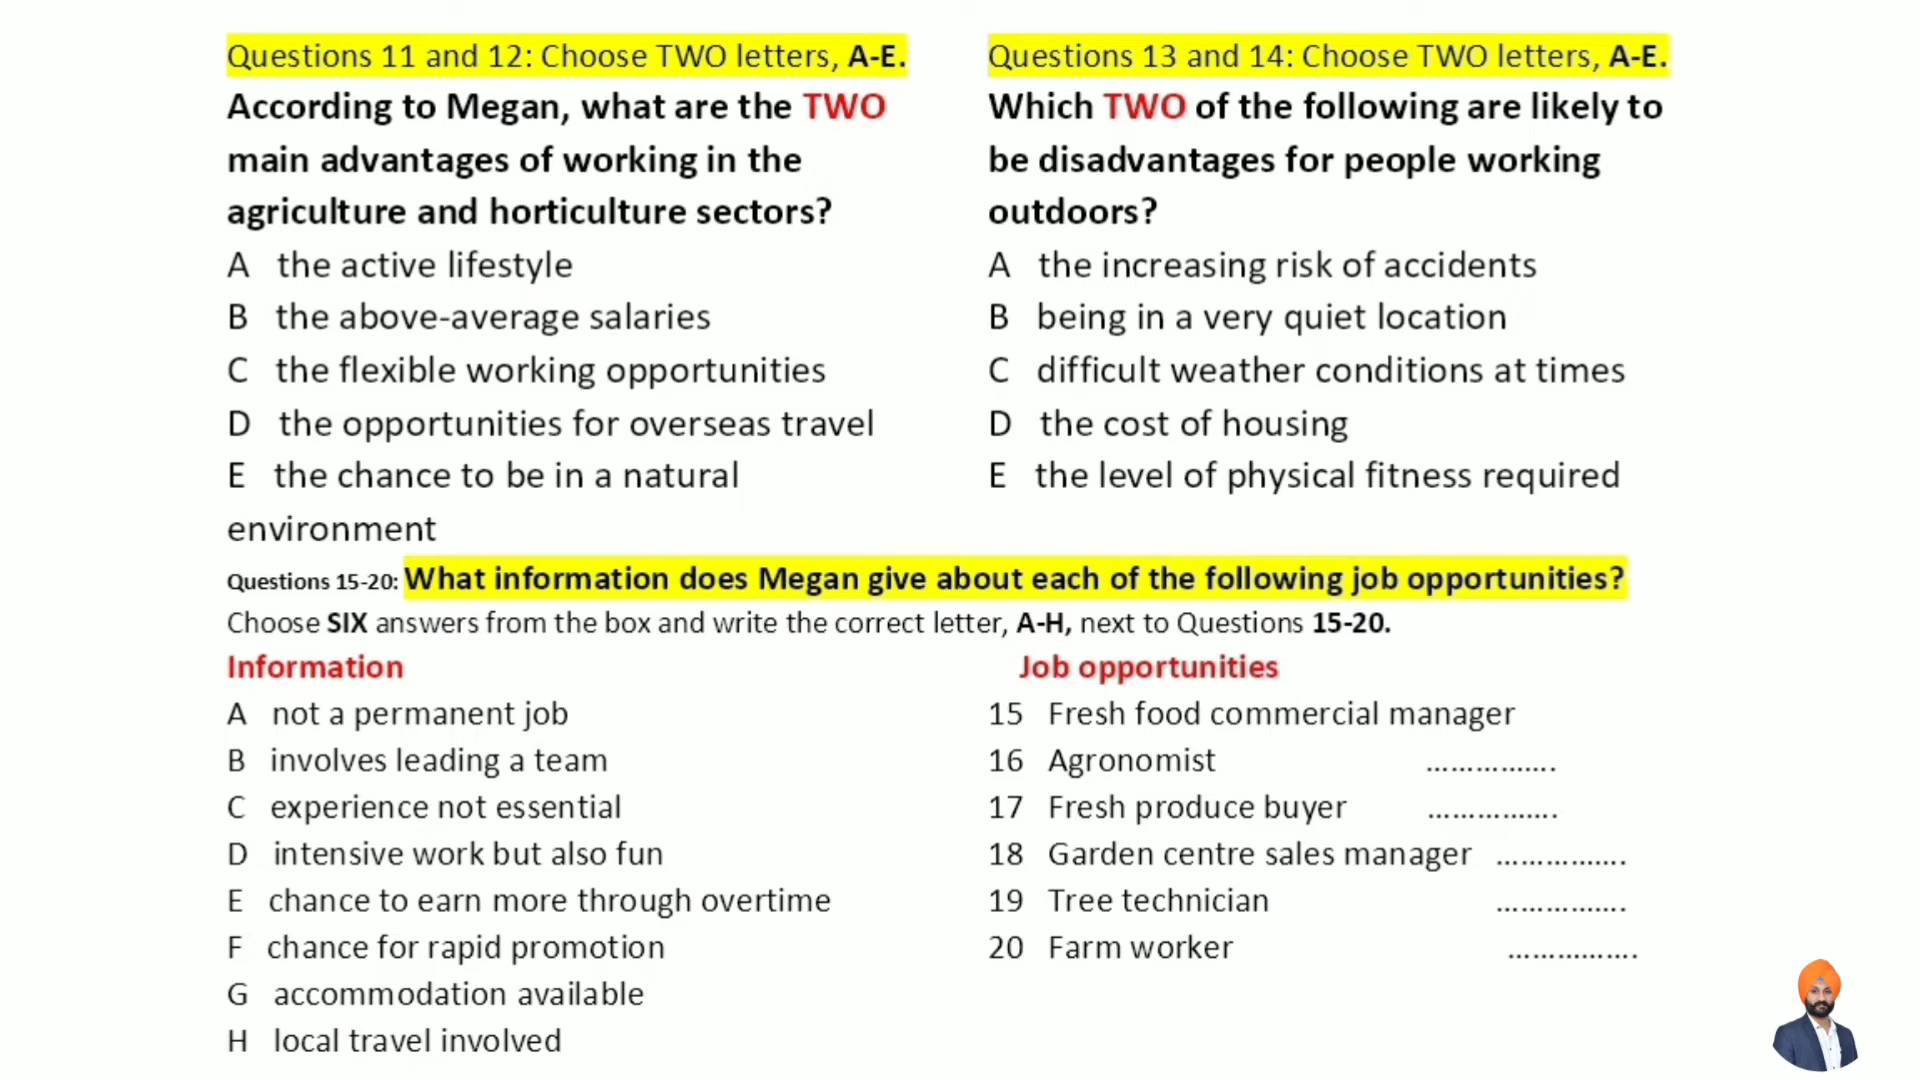 Questions 11 and 12: Choose TWO letters, A-E.
According to Megan, what are the TWO
main advantages of working in the
agriculture and horticulture sectors?
A the active lifestyle
B the above-average salaries
C the flexible working opportunities
D the opportunities for overseas travel
E the chance to be in a natural
environment
Questions 13 and 14: Choose TWO letters, A-E.
Which TWO of the following are likely to
be disadvantages for people working
outdoors?
A the increasing risk of accidents
B being in a very quiet location
C difficult weather conditions at times
D the cost of housing
E the level of physical fitness required
Questions 15-20: What information does Megan give about each of the following job opportunities?
Choose SIX answers from the box and write the correct letter, A-H, next to Questions 15-20.
Information
A not a permanent job
B involves leading a team
C experience not essential
D intensive work but also fun
E chance to earn more through overtime
F chance for rapid promotion
G accommodation available
H local travel involved
Job opportunities
15 Fresh food commercial manager
16 Agronomist ................
17 Fresh produce buyer ................
18 Garden centre sales manager ................
19 Tree technician ................
20 Farm worker ................